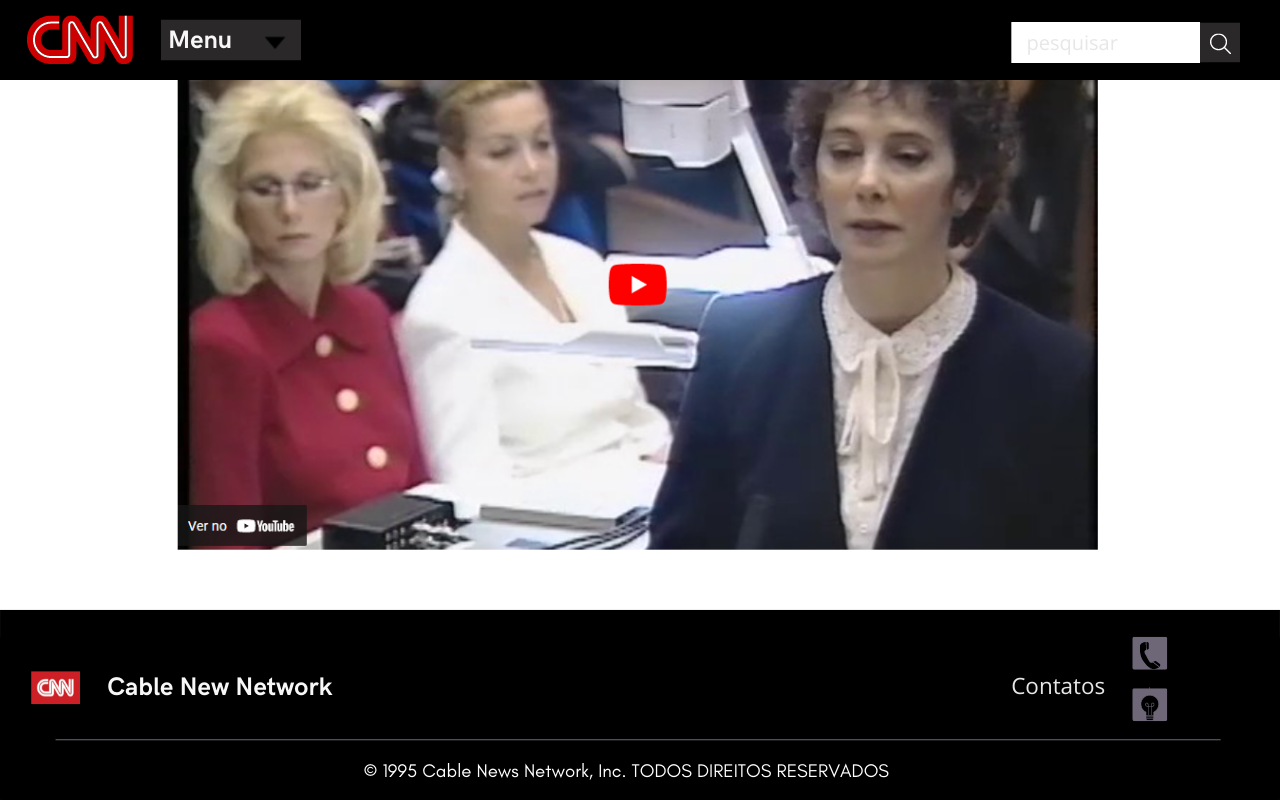 CNN
Menu
pesquisar
Ver no YouTube
CNN
Cable New Network
Contatos
© 1995 Cable News Network, Inc. TODOS DIREITOS RESERVADOS